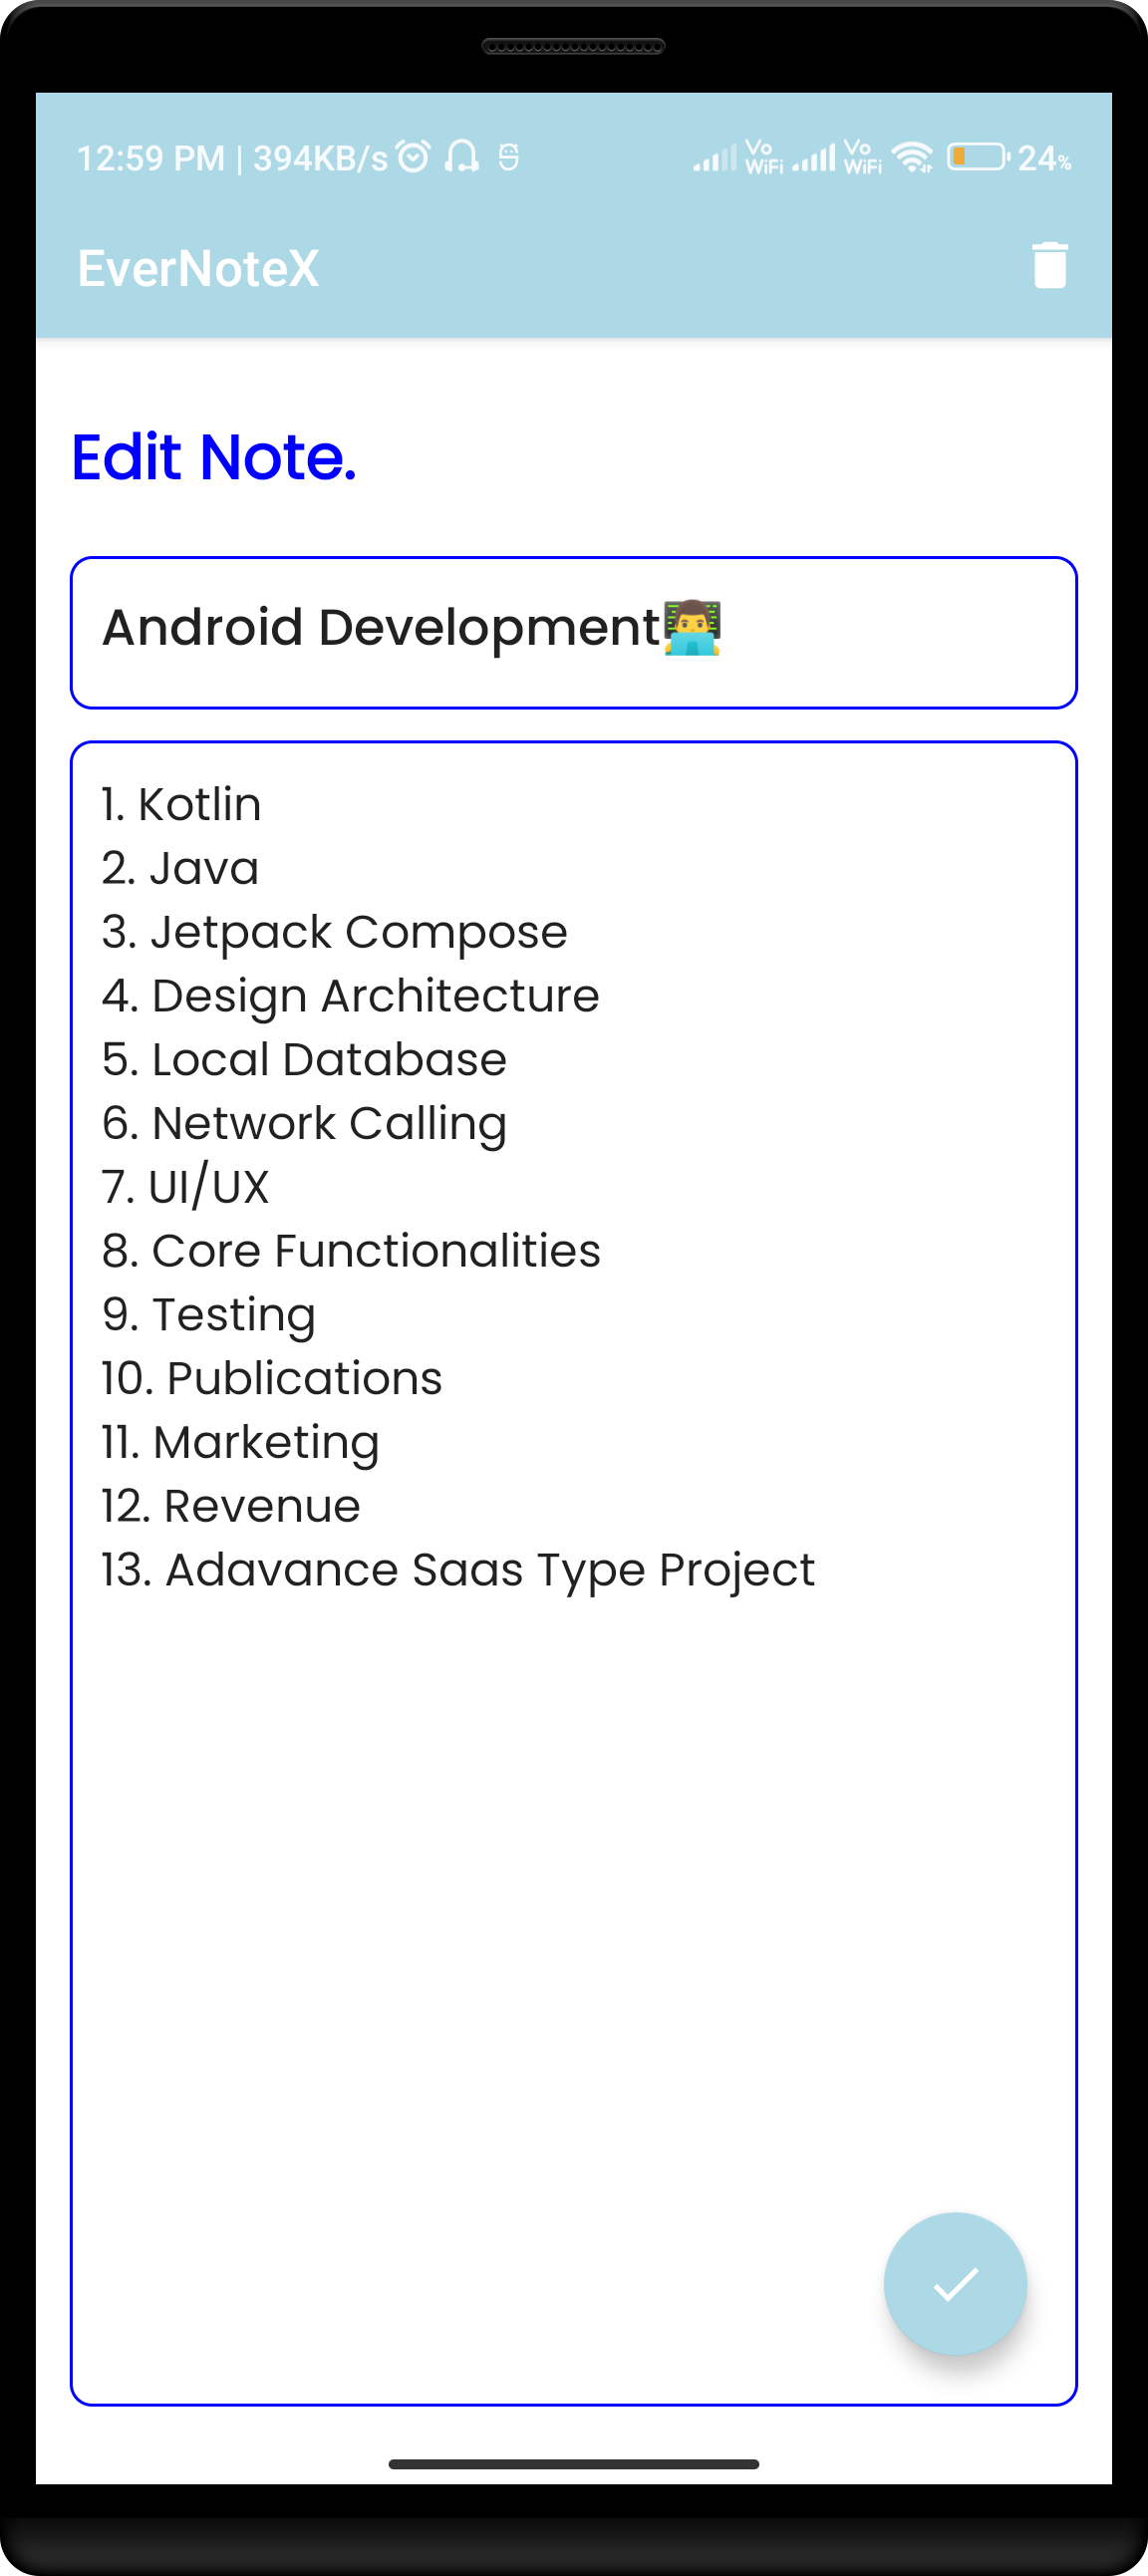 12:59 PM | 394KB/s Vo WiFi Vo WiFi 24%
EverNoteX
Edit Note.
Android Development👨‍💻
1. Kotlin
2. Java
3. Jetpack Compose
4. Design Architecture
5. Local Database
6. Network Calling
7. UI/UX
8. Core Functionalities
9. Testing
10. Publications
11. Marketing
12. Revenue
13. Adavance Saas Type Project